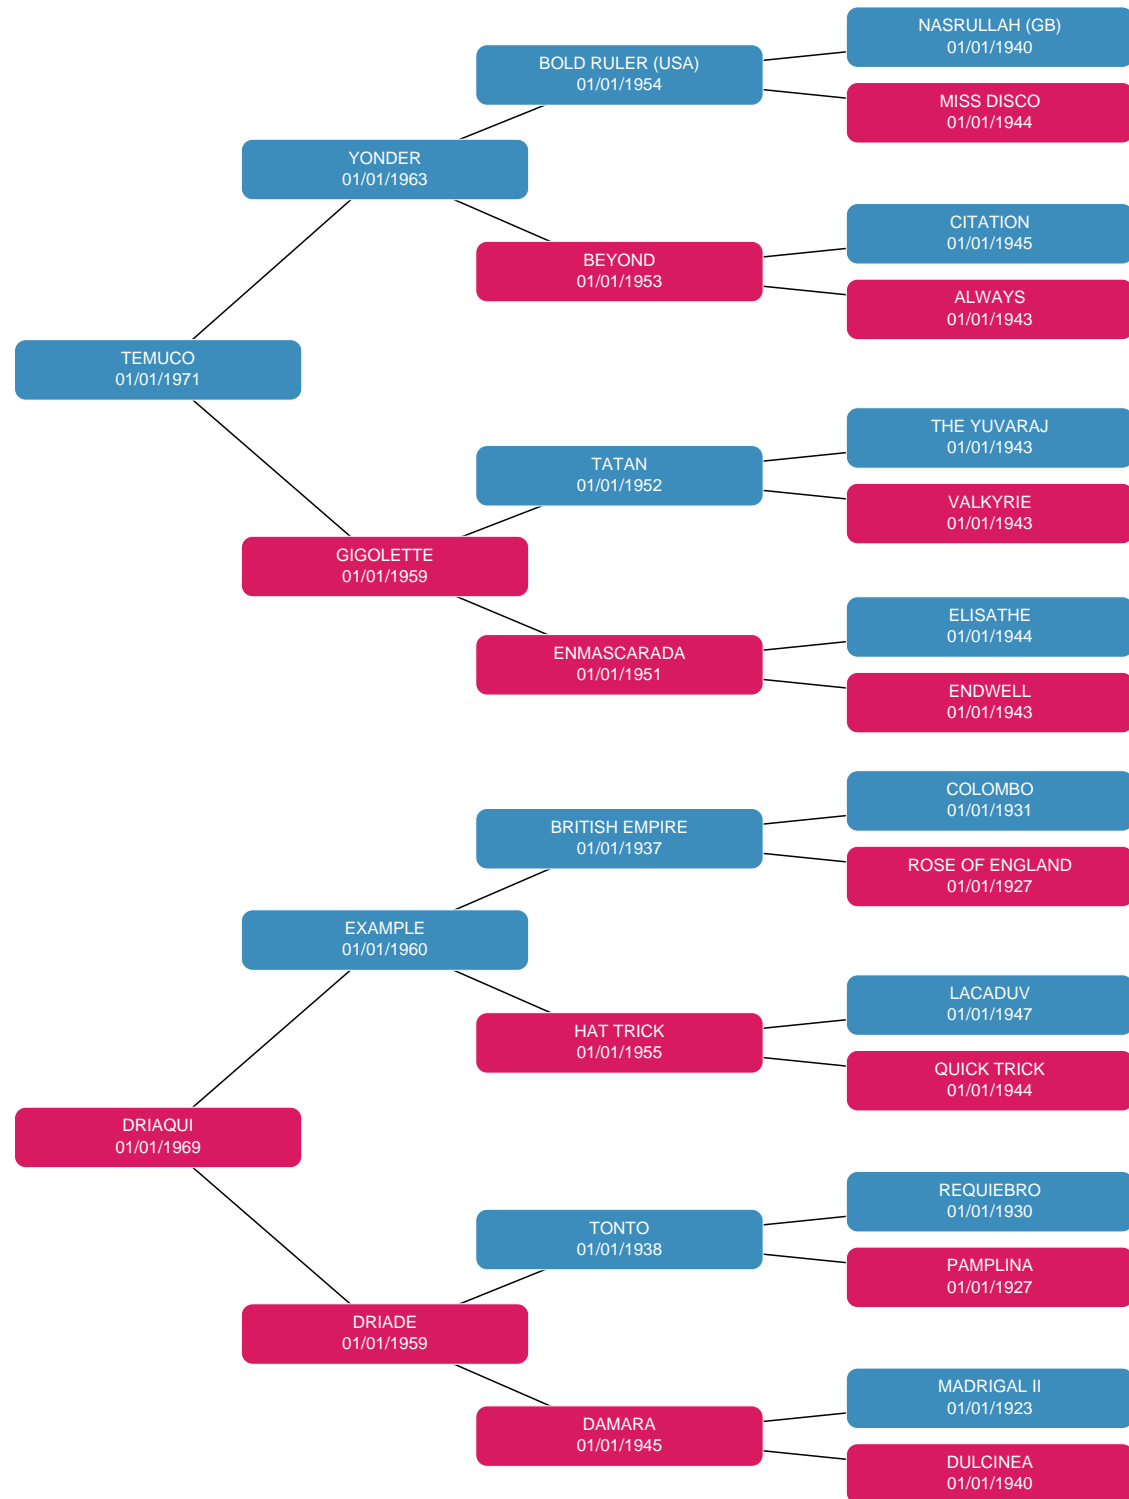 NASRULLAH (GB)
01/01/1940
BOLD RULER (USA)
01/01/1954
MISS DISCO
01/01/1944
YONDER
01/01/1963
CITATION
01/01/1945
BEYOND
01/01/1953
ALWAYS
01/01/1943
TEMUCO
01/01/1971
THE YUVARAJ
01/01/1943
TATAN
01/01/1952
VALKYRIE
01/01/1943
GIGOLETTE
01/01/1959
ELISATHE
01/01/1944
ENMASCARADA
01/01/1951
ENDWELL
01/01/1943
COLOMBO
01/01/1931
BRITISH EMPIRE
01/01/1937
ROSE OF ENGLAND
01/01/1927
EXAMPLE
01/01/1960
LACADUV
01/01/1947
HAT TRICK
01/01/1955
QUICK TRICK
01/01/1944
DRIAQUI
01/01/1969
REQUIEBRO
01/01/1930
TONTO
01/01/1938
PAMPLINA
01/01/1927
DRIADE
01/01/1959
MADRIGAL II
01/01/1923
DAMARA
01/01/1945
DULCINEA
01/01/1940